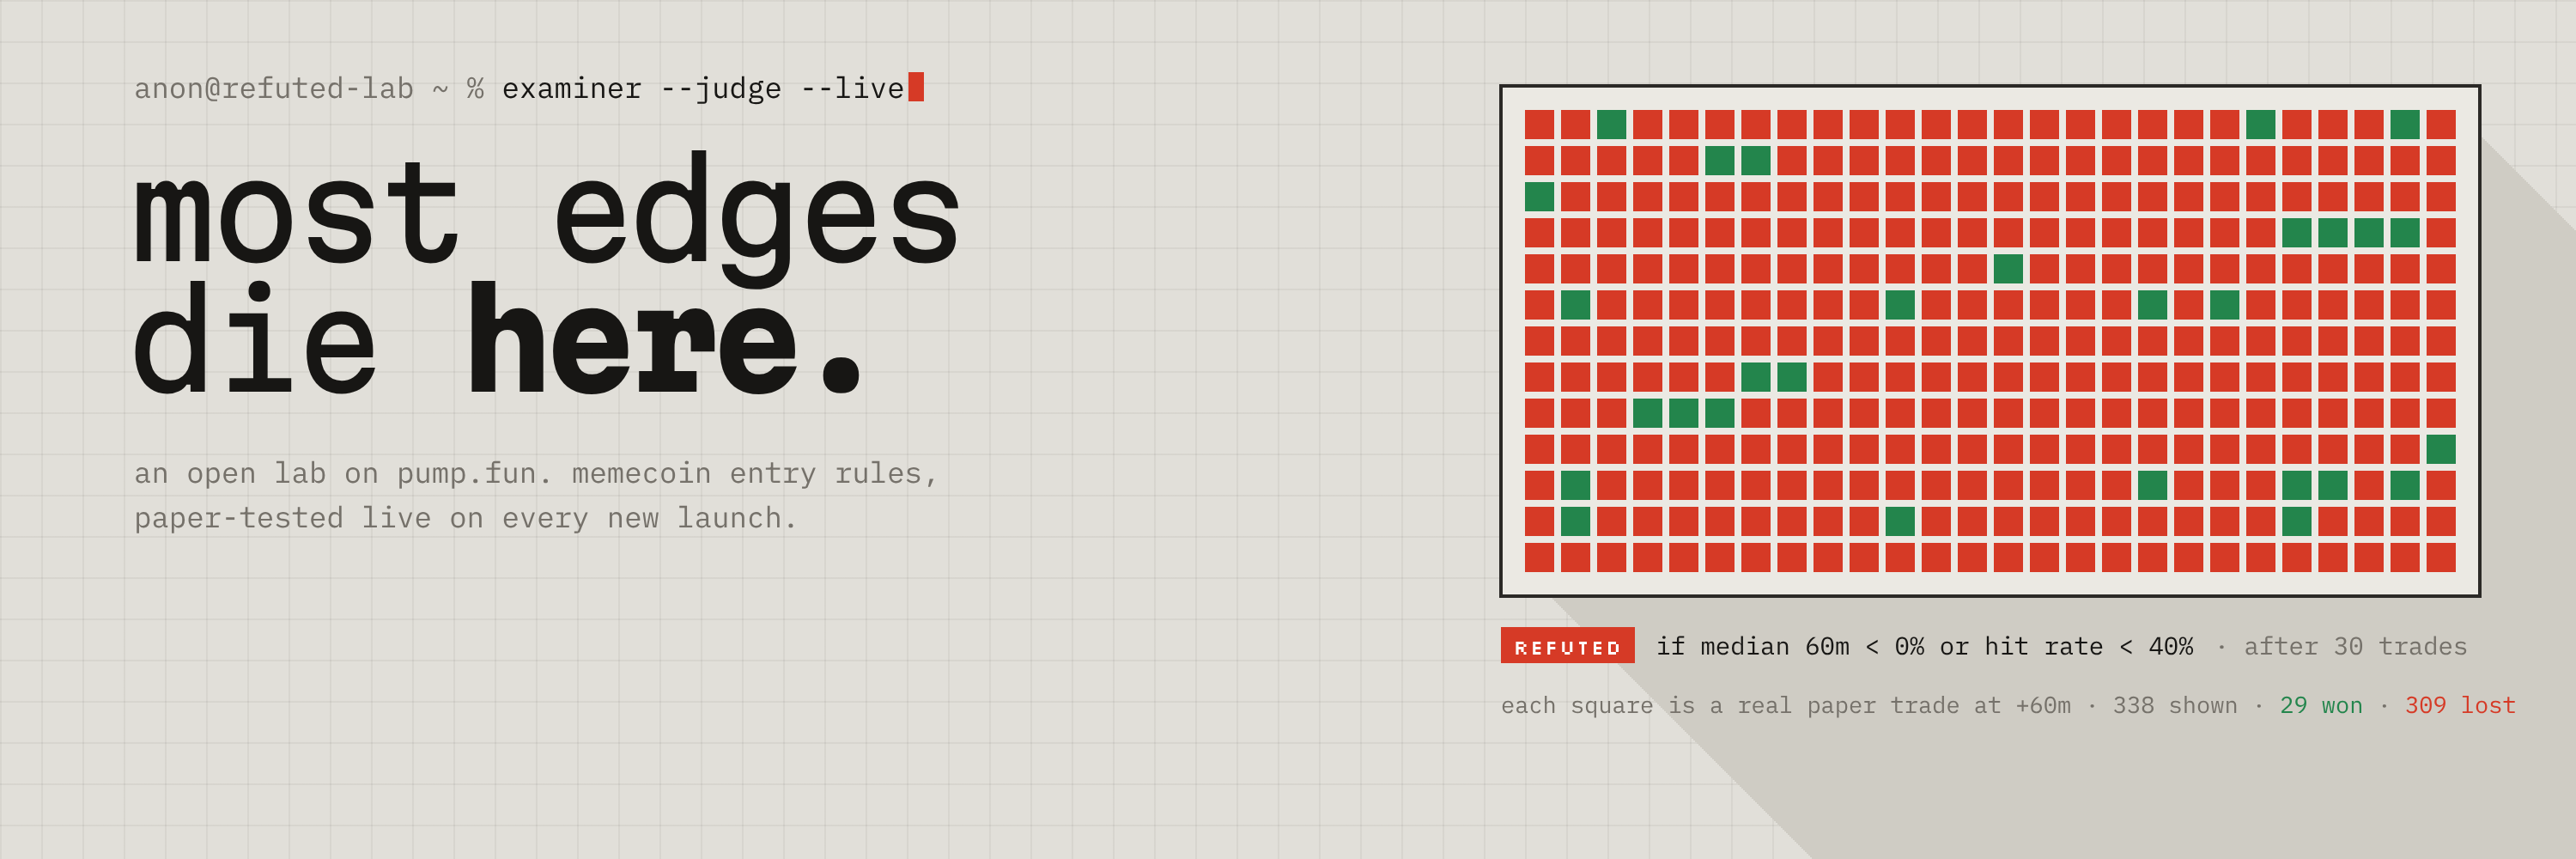 anon@refuted-lab ~ % examiner --judge --live
most edges
die here.
an open lab on pump.fun. memecoin entry rules,
paper-tested live on every new launch.
REFUTED if median 60m < 0% or hit rate < 40% · after 30 trades
each square is a real paper trade at +60m · 338 shown · 29 won · 309 lost